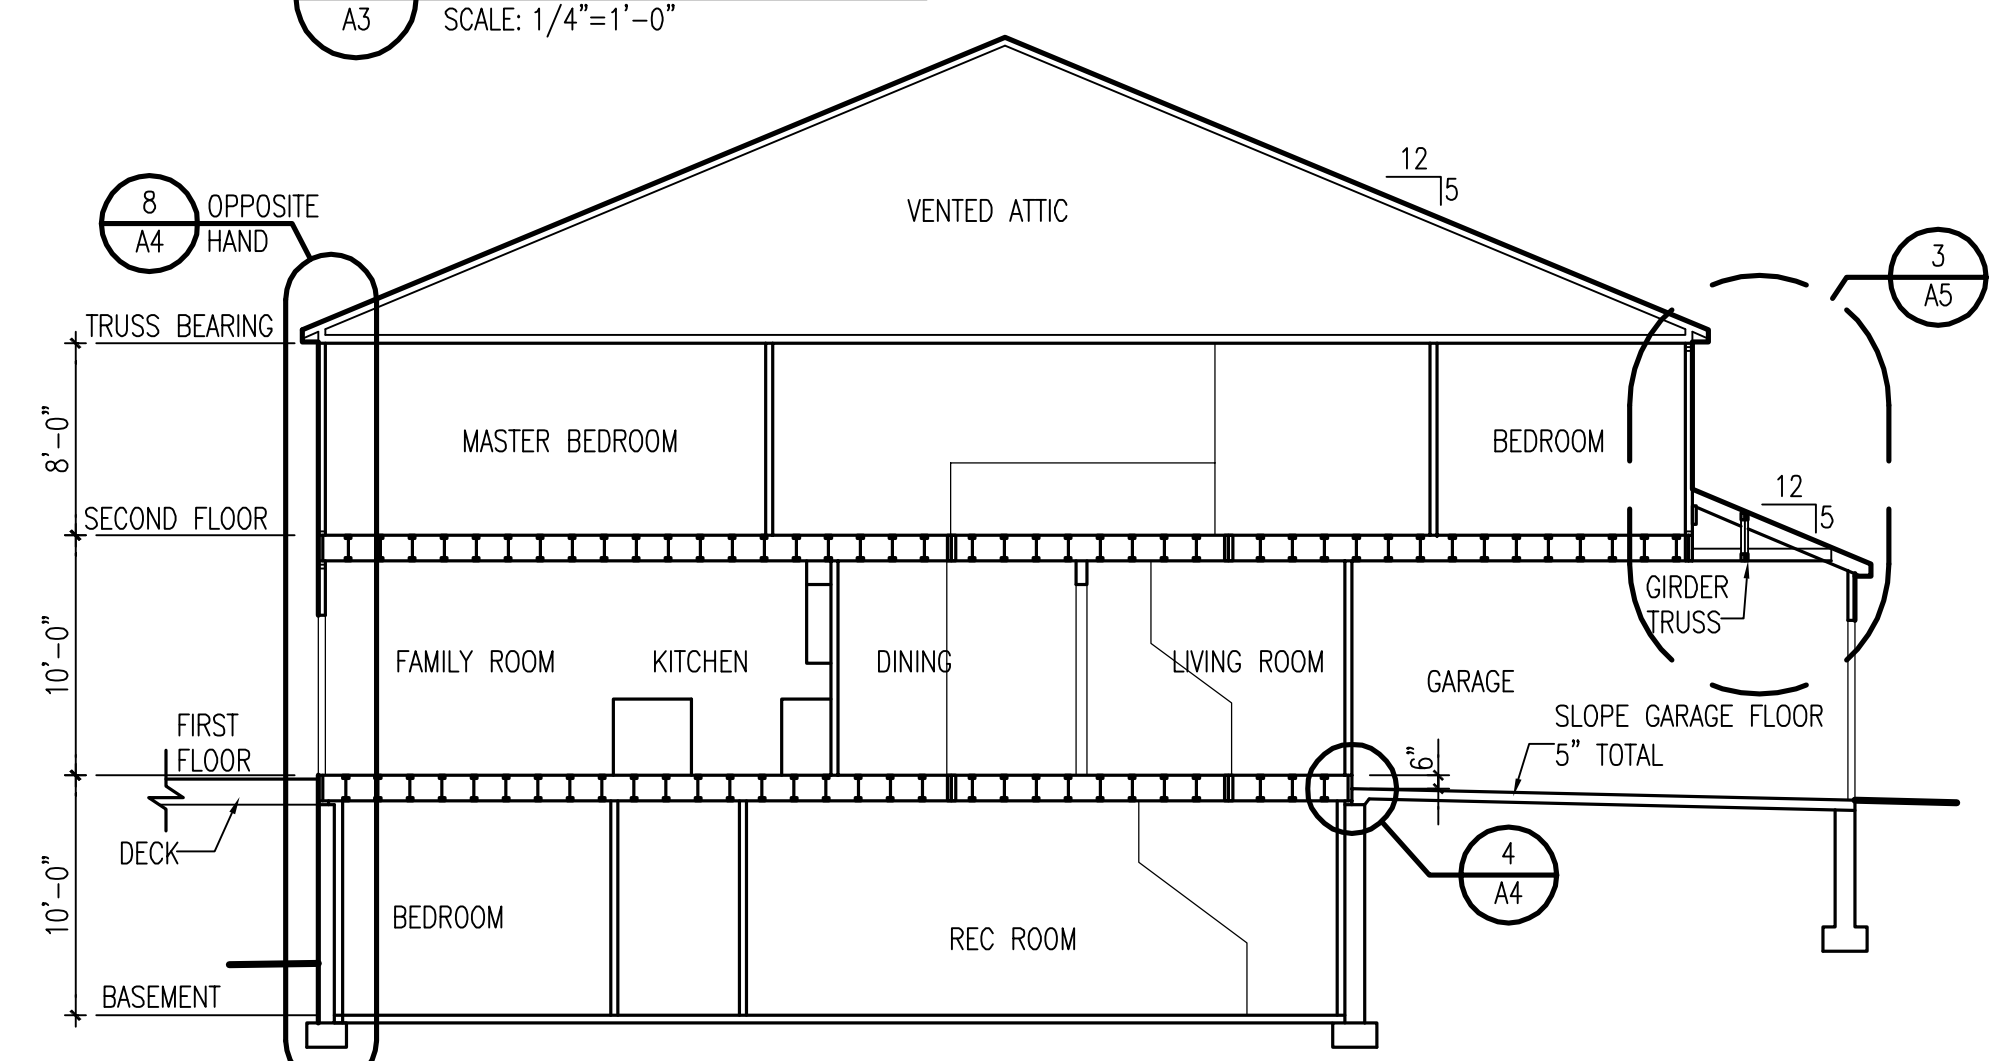 A3
SCALE: 1/4"=1'-0"
12
5
VENTED ATTIC
8
A4
OPPOSITE
HAND
3
A5
TRUSS BEARING
8'-0"
MASTER BEDROOM
BEDROOM
12
5
SECOND FLOOR
GIRDER
TRUSS
10'-0"
FAMILY ROOM
KITCHEN
DINING
LIVING ROOM
GARAGE
SLOPE GARAGE FLOOR
5" TOTAL
FIRST
FLOOR
6"
DECK
4
A4
10'-0"
BEDROOM
REC ROOM
BASEMENT